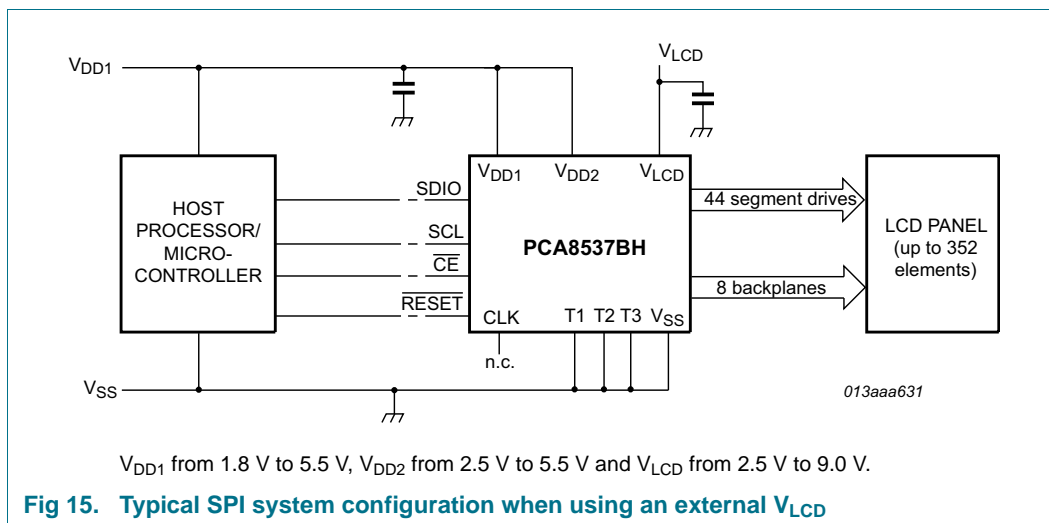 VDD1
VLCD
VDD1 VDD2 VLCD
HOST
PROCESSOR/
MICRO-
CONTROLLER
SDIO
SCL
CE
RESET
PCA8537BH
CLK T1 T2 T3 VSS
n.c.
44 segment drives
8 backplanes
LCD PANEL
(up to 352
elements)
VSS
013aaa631
VDD1 from 1.8 V to 5.5 V, VDD2 from 2.5 V to 5.5 V and VLCD from 2.5 V to 9.0 V.
Fig 15. Typical SPI system configuration when using an external VLCD